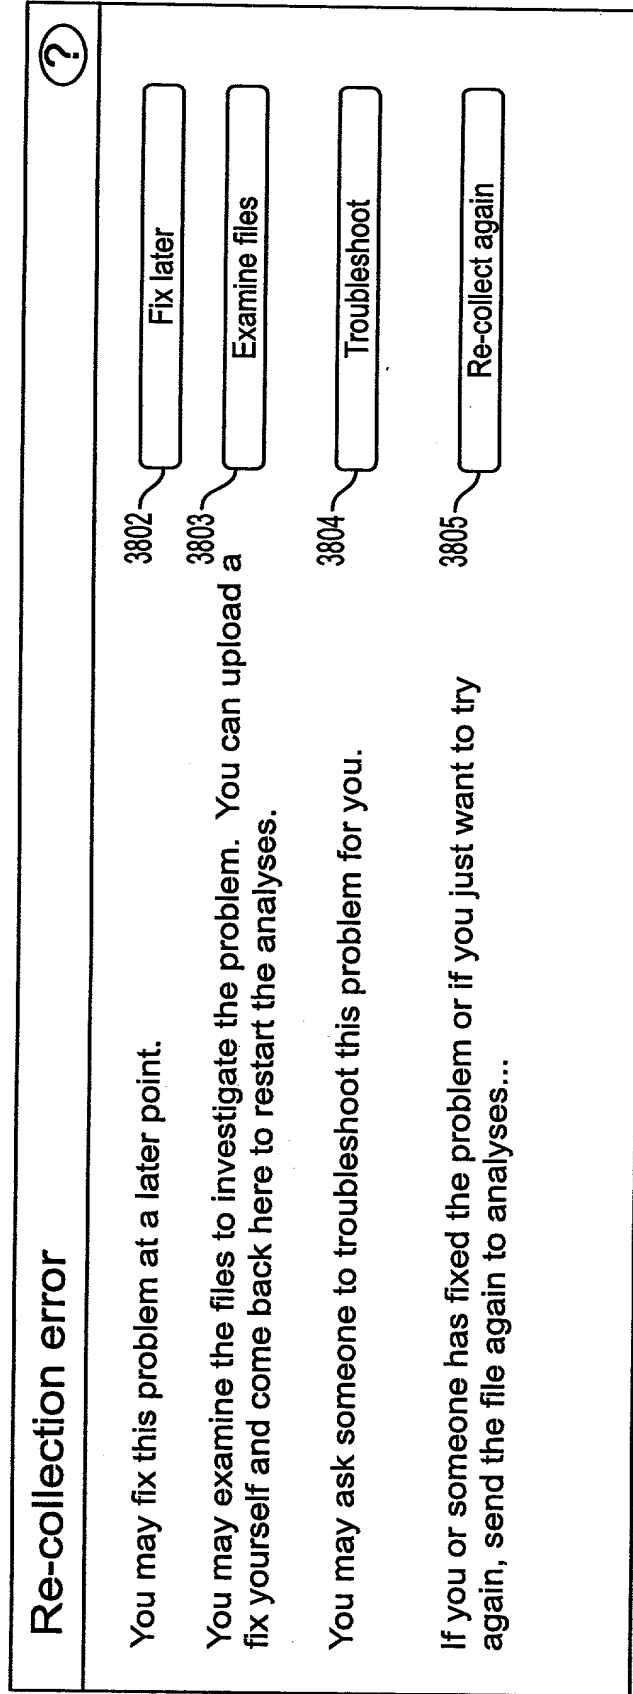 Re-collection error
?
You may fix this problem at a later point.
3802
Fix later
You may examine the files to investigate the problem. You can upload a
fix yourself and come back here to restart the analyses.
3803
Examine files
You may ask someone to troubleshoot this problem for you.
3804
Troubleshoot
If you or someone has fixed the problem or if you just want to try
again, send the file again to analyses...
3805
Re-collect again